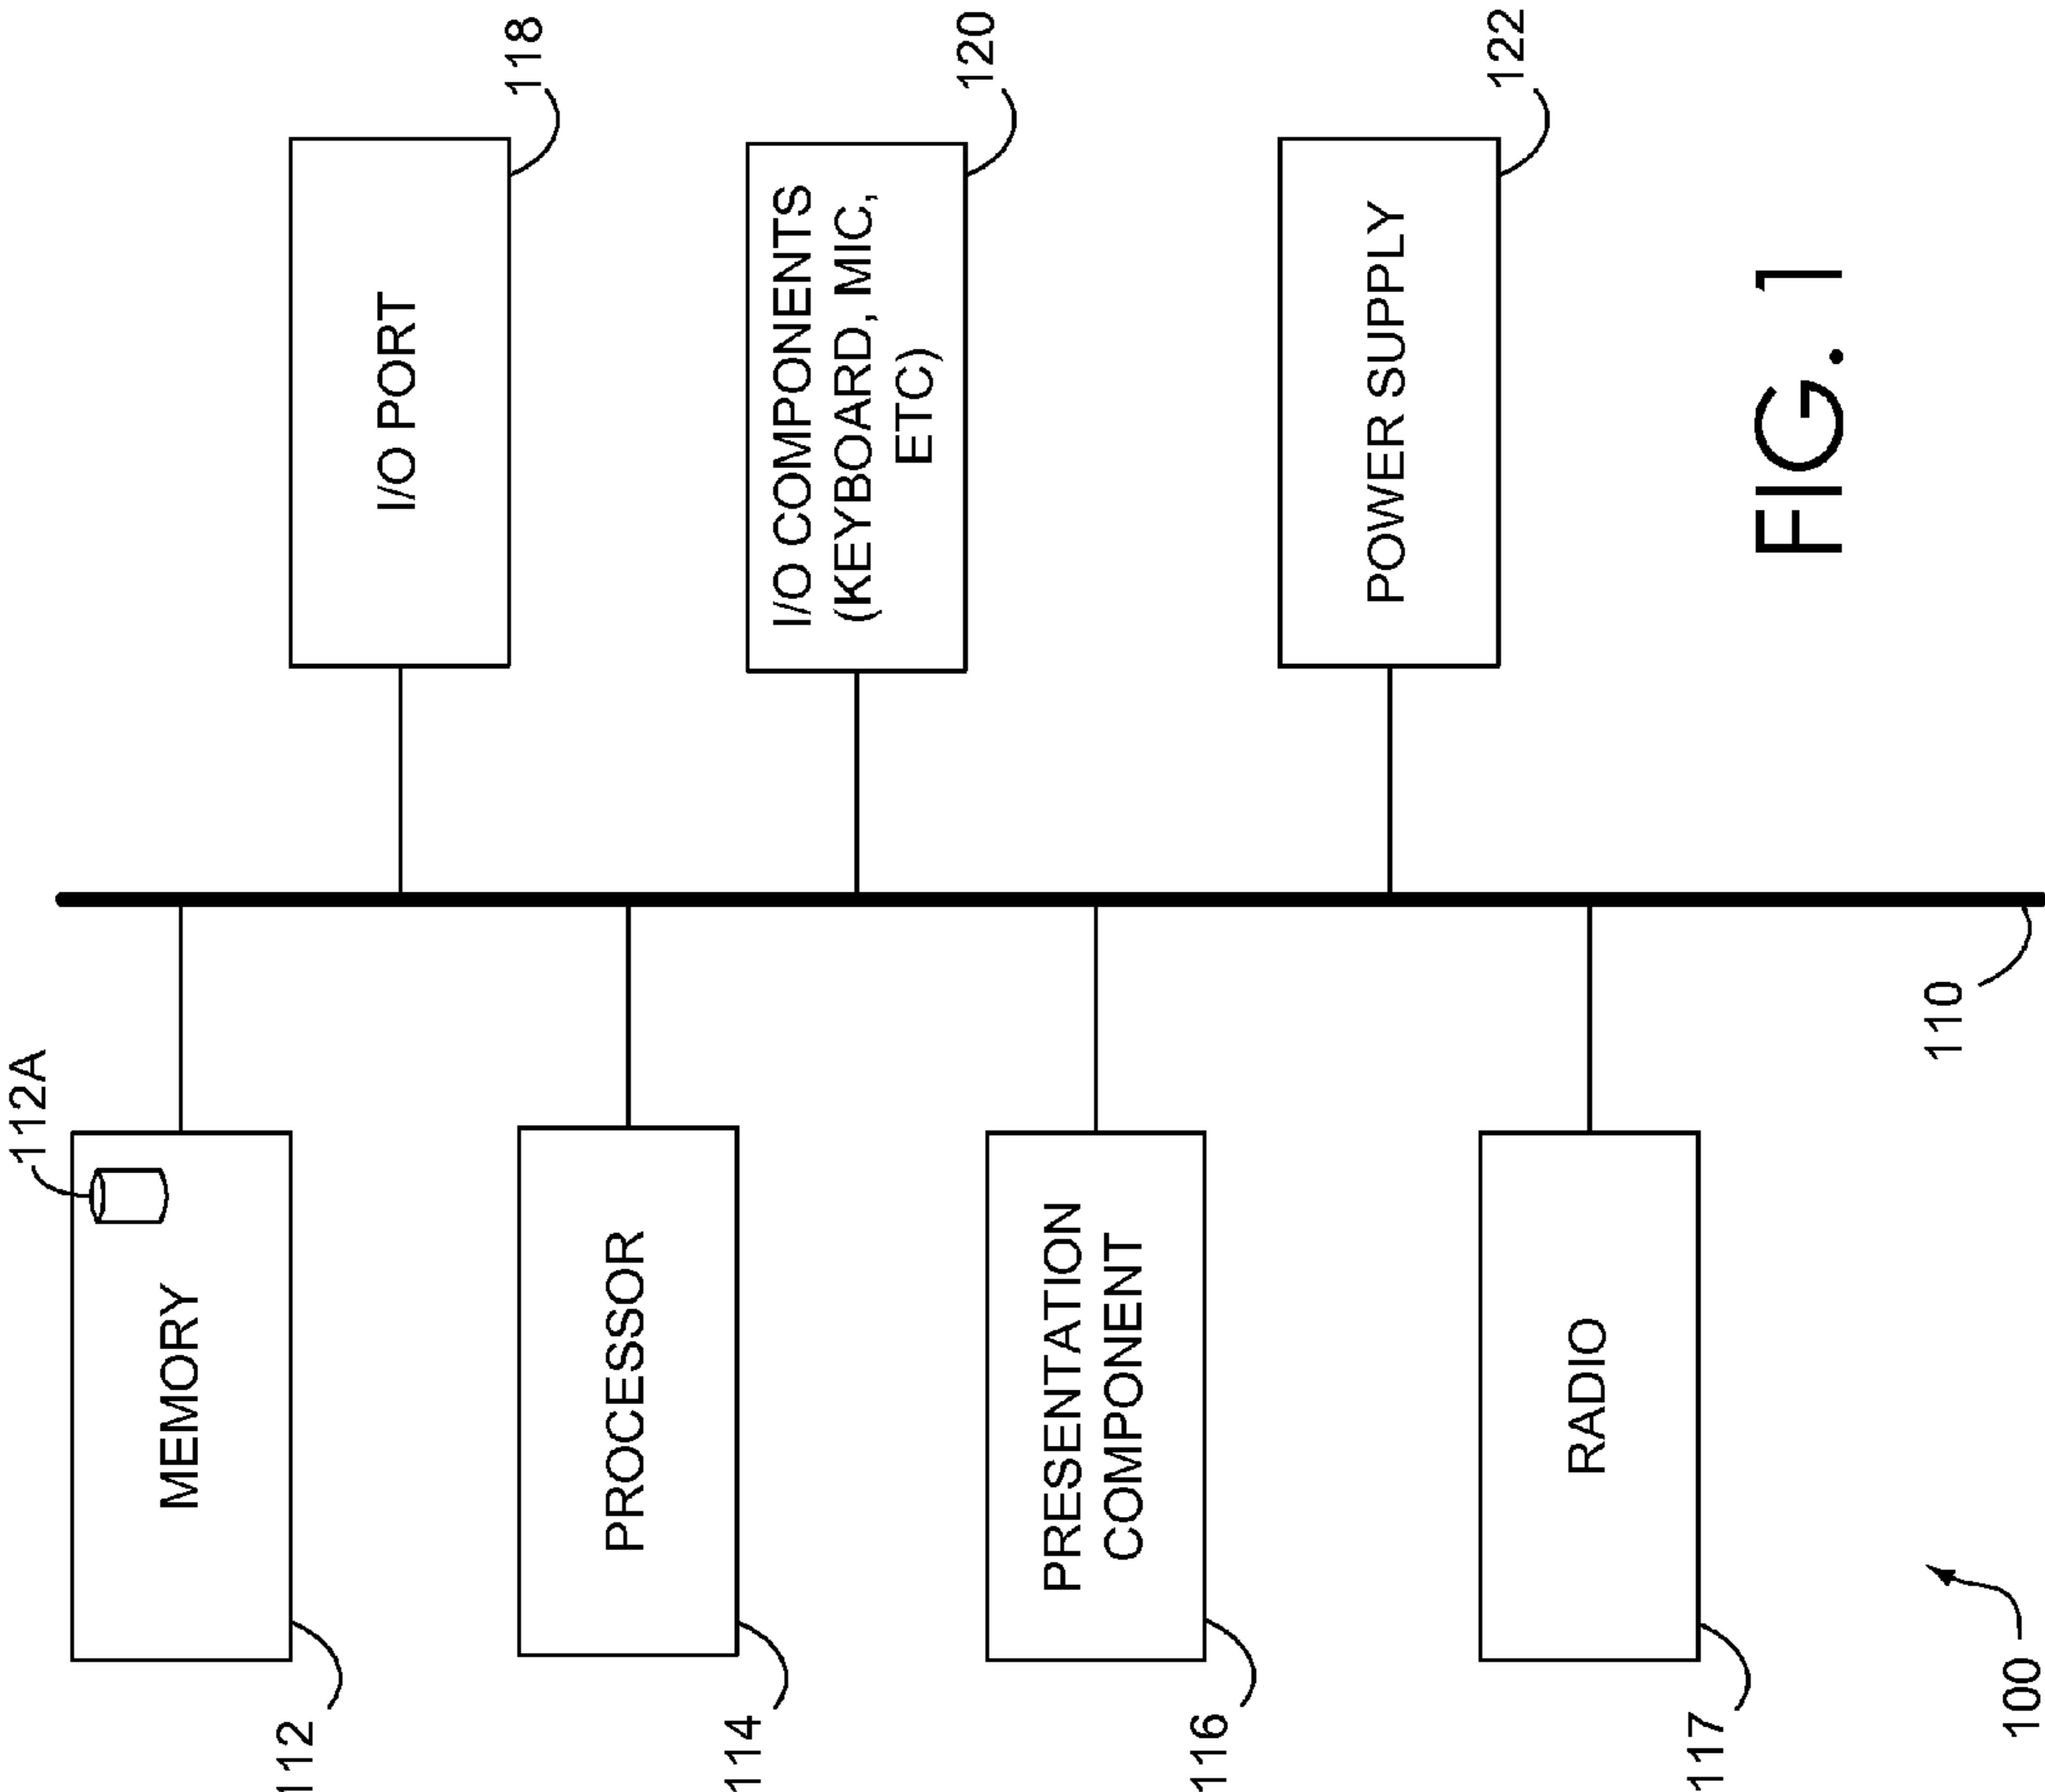 112A
MEMORY
112
PROCESSOR
114
PRESENTATION
COMPONENT
116
RADIO
117
100
110
I/O PORT
118
I/O COMPONENTS
(KEYBOARD, MIC,
ETC)
120
POWER SUPPLY
122
FIG. 1